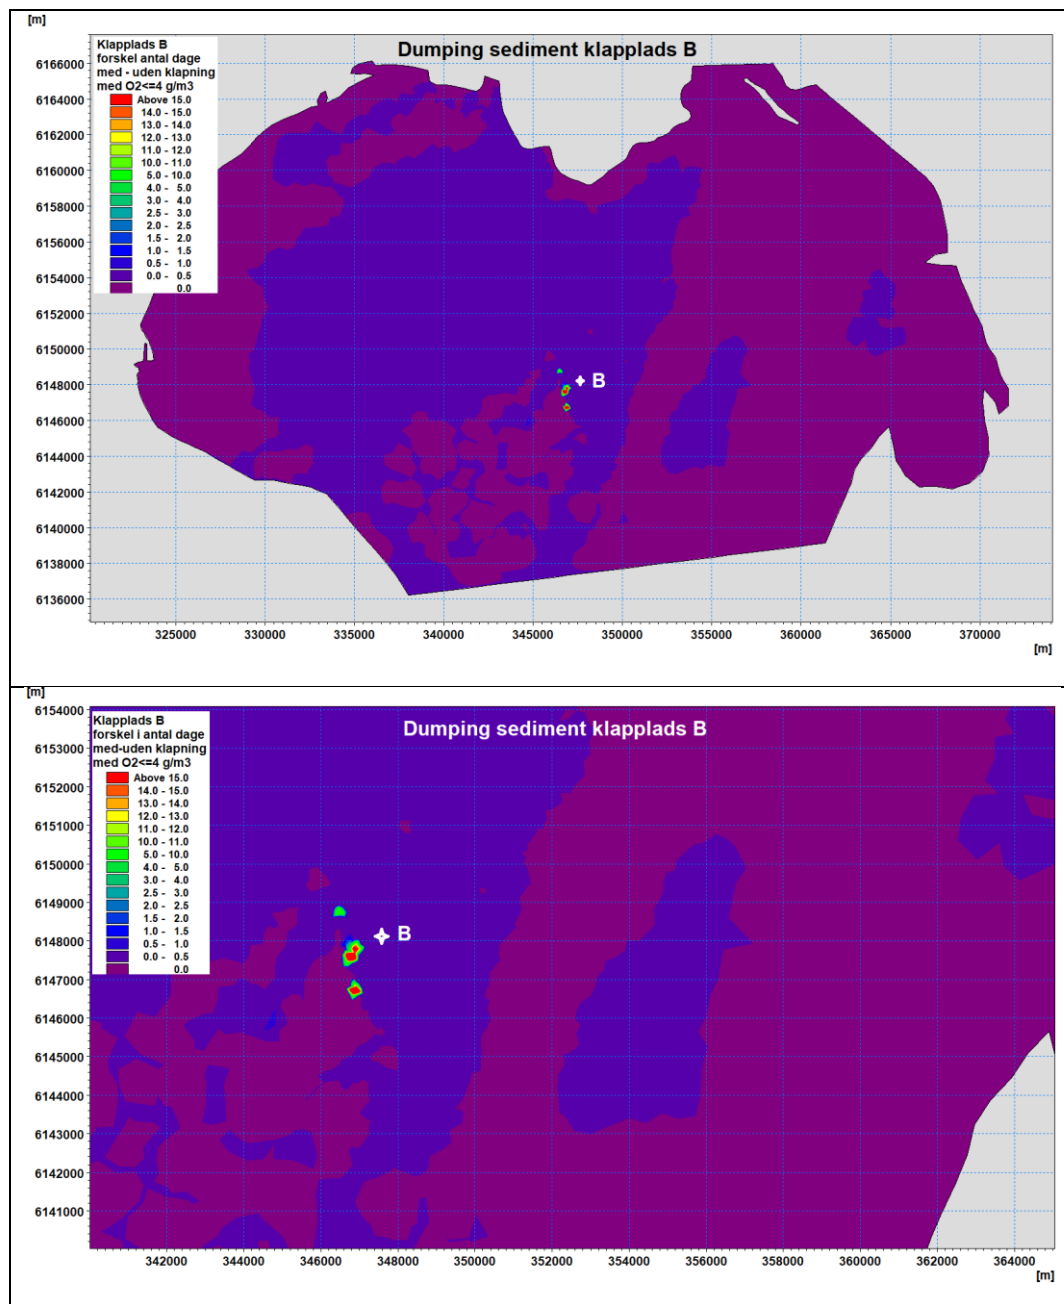 [m]
Dumping sediment klapplads B
Klapplads B
forskel antal dage
med - uden klapning
med O2<=4 g/m3
Above 15.0
14.0 - 15.0
13.0 - 14.0
12.0 - 13.0
11.0 - 12.0
10.0 - 11.0
5.0 - 10.0
4.0 - 5.0
3.0 - 4.0
2.5 - 3.0
2.0 - 2.5
1.5 - 2.0
1.0 - 1.5
0.5 - 1.0
0.0 - 0.5
0.0
6166000
6164000
6162000
6160000
6158000
6156000
6154000
6152000
6150000
6148000
6146000
6144000
6142000
6140000
6138000
6136000
B
325000 330000 335000 340000 345000 350000 355000 360000 365000 370000
[m]
[m]
Dumping sediment klapplads B
Klapplads B
forskel i antal dage
med-uden klapning
med O2<=4 g/m3
Above 15.0
14.0 - 15.0
13.0 - 14.0
12.0 - 13.0
11.0 - 12.0
10.0 - 11.0
5.0 - 10.0
4.0 - 5.0
3.0 - 4.0
2.5 - 3.0
2.0 - 2.5
1.5 - 2.0
1.0 - 1.5
0.5 - 1.0
0.0 - 0.5
0.0
6154000
6153000
6152000
6151000
6150000
6149000
6148000
6147000
6146000
6145000
6144000
6143000
6142000
6141000
B
342000 344000 346000 348000 350000 352000 354000 356000 358000 360000 362000 364000
[m]